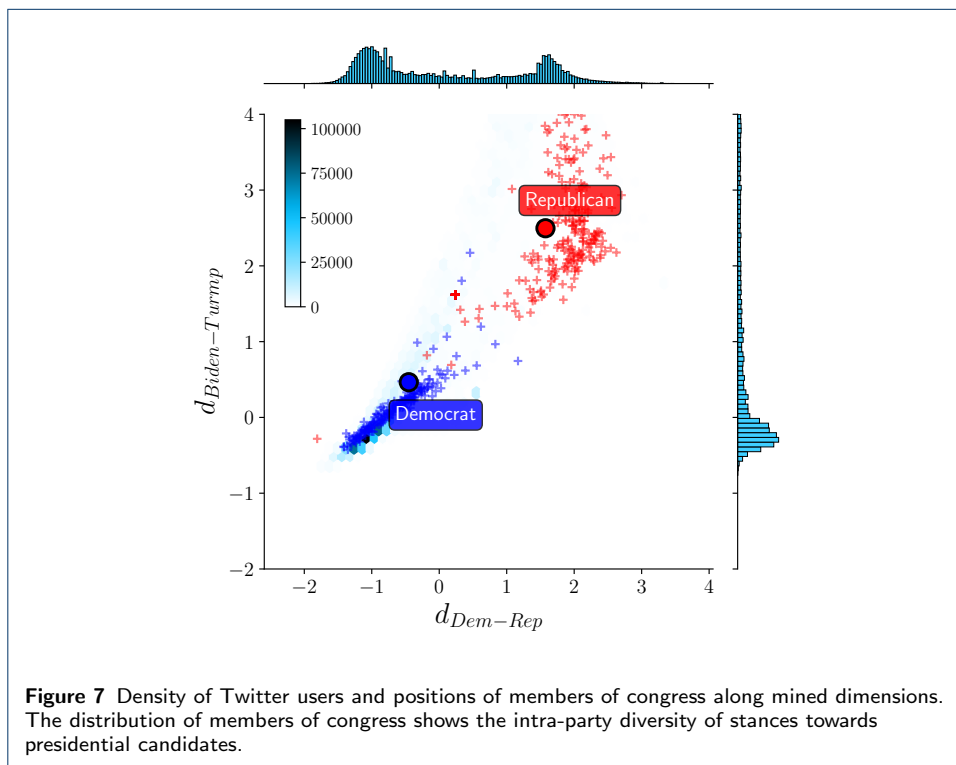 4
100000
75000
3
Republican
50000
25000
2
0
1
d_{Biden−Turmp}
0
Democrat
−1
−2
−2 −1 0 1 2 3 4
d_{Dem−Rep}
Figure 7 Density of Twitter users and positions of members of congress along mined dimensions.
The distribution of members of congress shows the intra-party diversity of stances towards
presidential candidates.